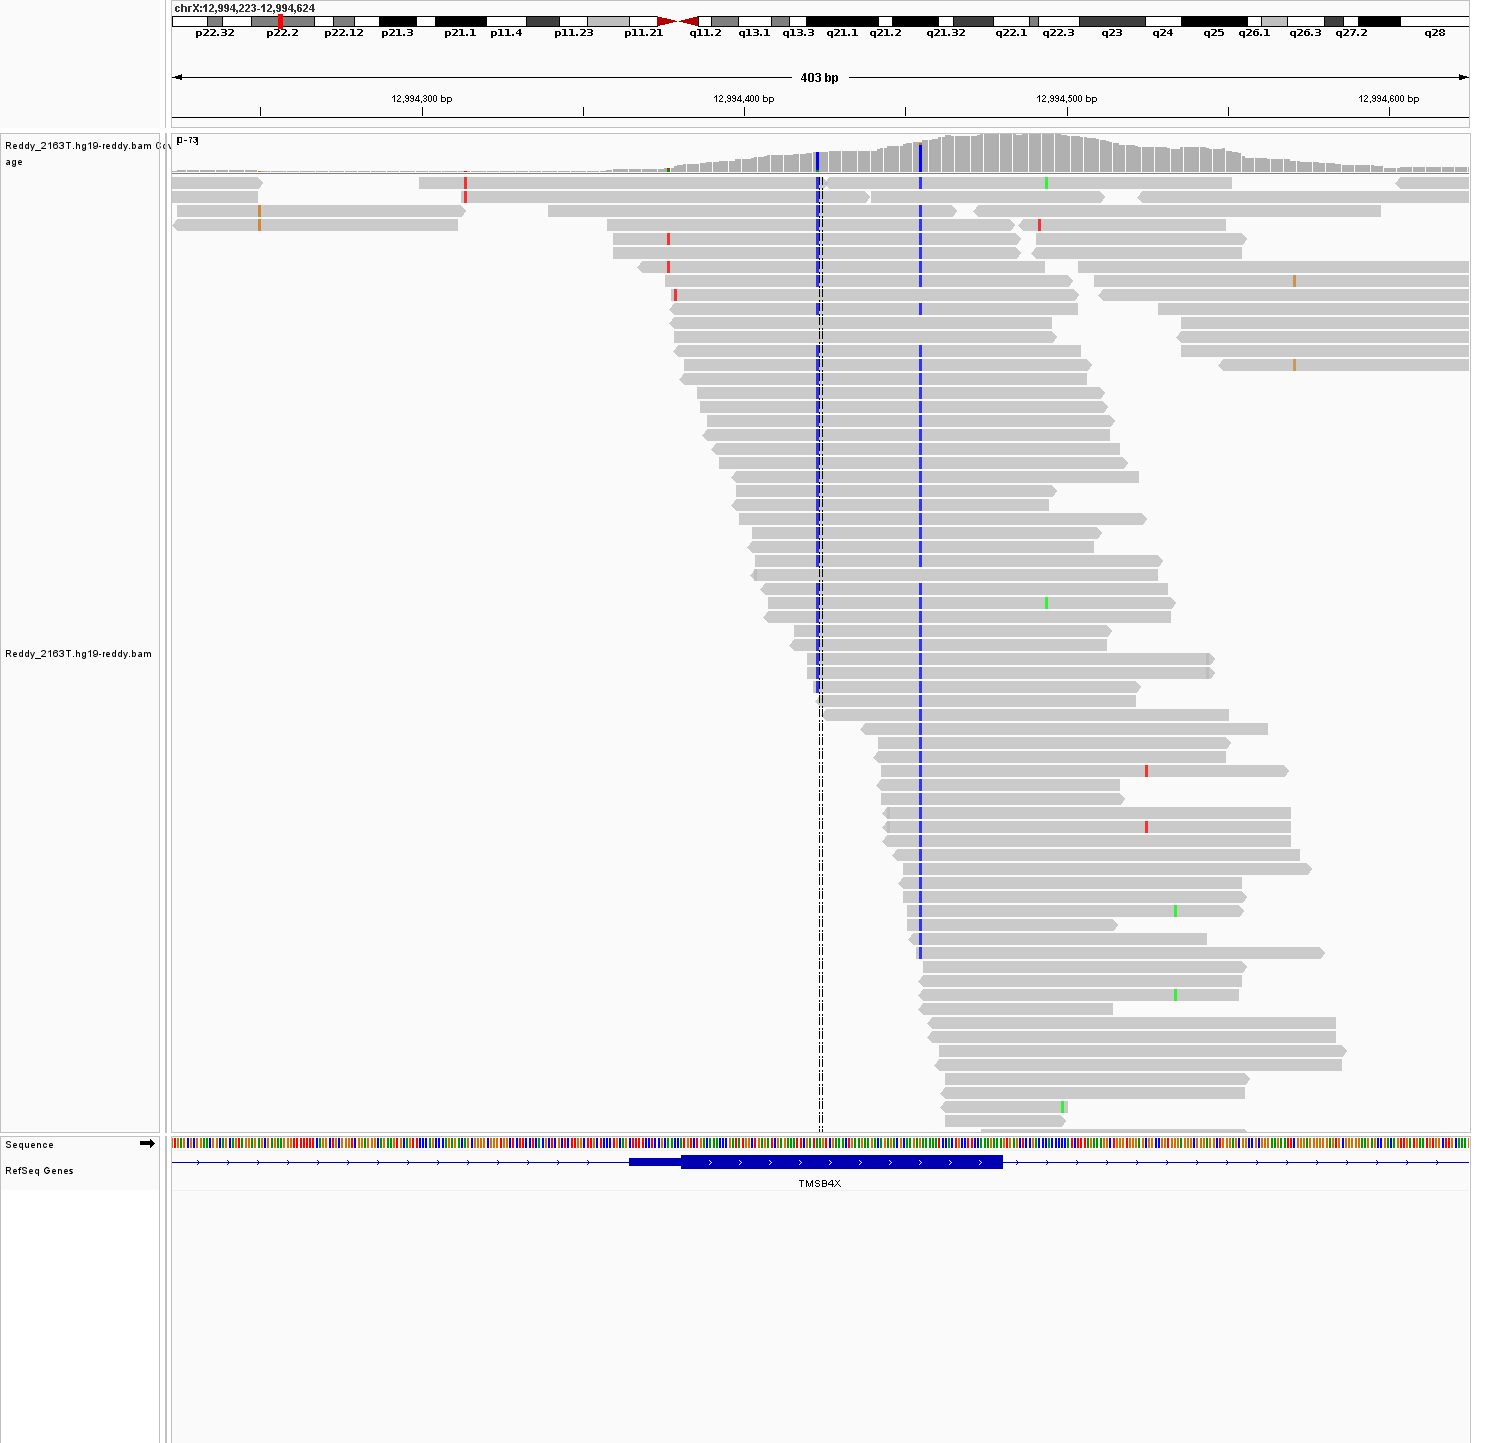 chrX:12,994,223-12,994,624
p22.32 p22.2 p22.12 p21.3 p21.1 p11.4 p11.23 p11.21 q11.2 q13.1 q13.3 q21.1 q21.2 q21.32 q22.1 q22.3 q23 q24 q25 q26.1 q26.3 q27.2 q28
403 bp
12,994,300 bp 12,994,400 bp 12,994,500 bp 12,994,600 bp
[0-73]
Reddy_2163T.hg19-reddy.bam Cov
age
Reddy_2163T.hg19-reddy.bam
Sequence
RefSeq Genes
TMSB4X